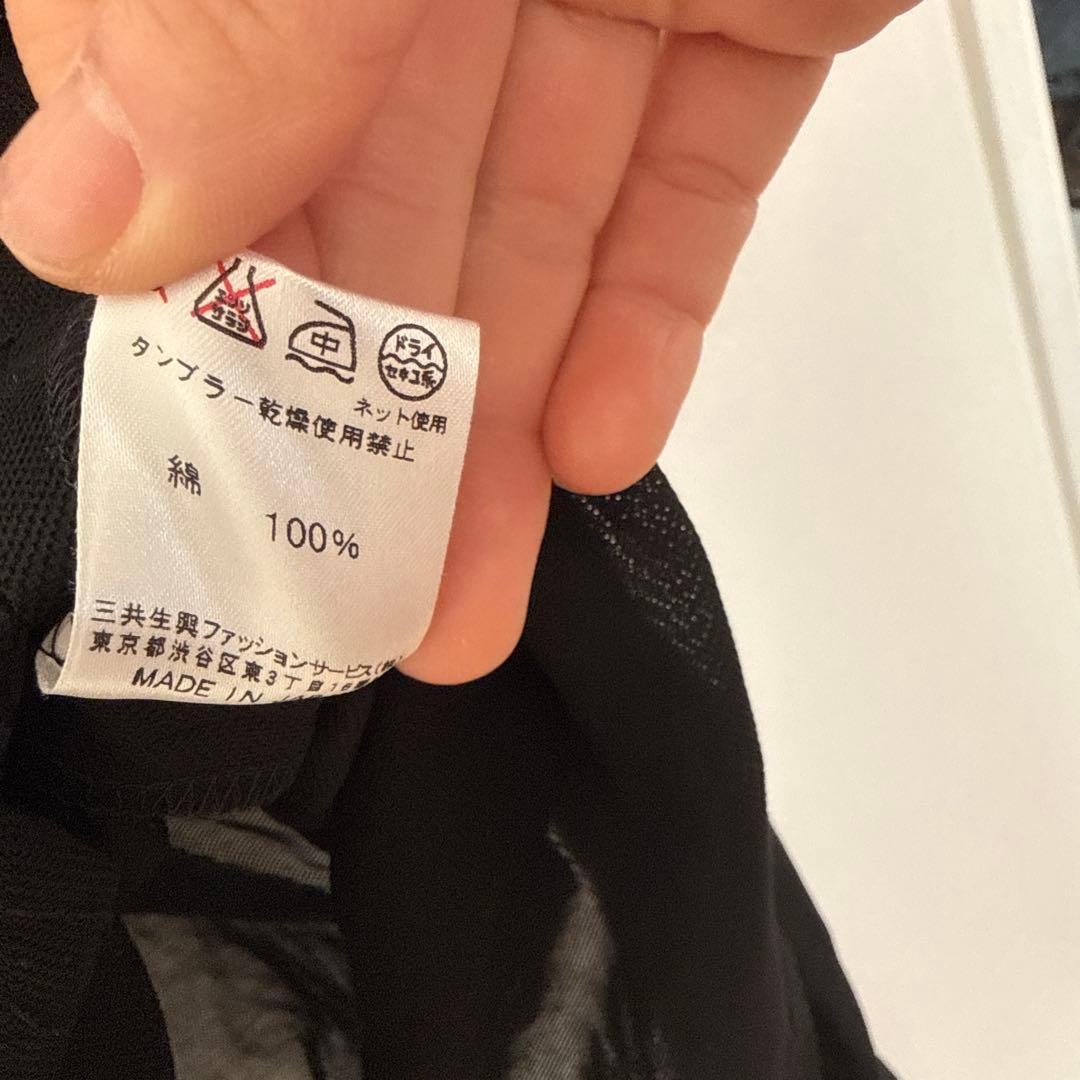 エンソ
サラシ
中
ドライ
セキユ系
ネット使用
タンブラー乾燥使用禁止
綿
100%
三共生興ファッションサービス
東京都渋谷区東3丁目16
MADE IN